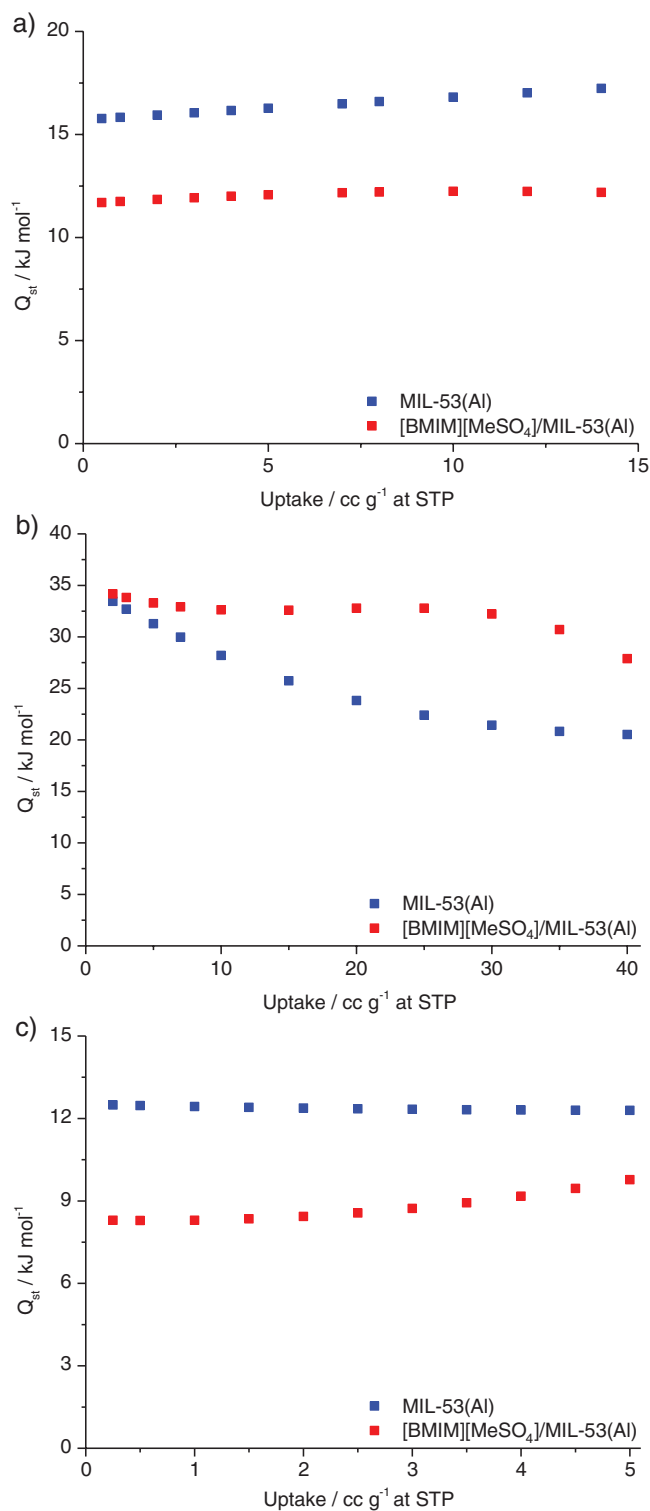 a)
20
15
10
5
0
Q_st / kJ mol⁻¹
MIL-53(Al)
[BMIM][MeSO₄]/MIL-53(Al)
0 5 10 15
Uptake / cc g⁻¹ at STP
b)
40
35
30
25
20
15
10
5
0
Q_st / kJ mol⁻¹
MIL-53(Al)
[BMIM][MeSO₄]/MIL-53(Al)
0 10 20 30 40
Uptake / cc g⁻¹ at STP
c)
15
12
9
6
3
0
Q_st / kJ mol⁻¹
MIL-53(Al)
[BMIM][MeSO₄]/MIL-53(Al)
0 1 2 3 4 5
Uptake / cc g⁻¹ at STP